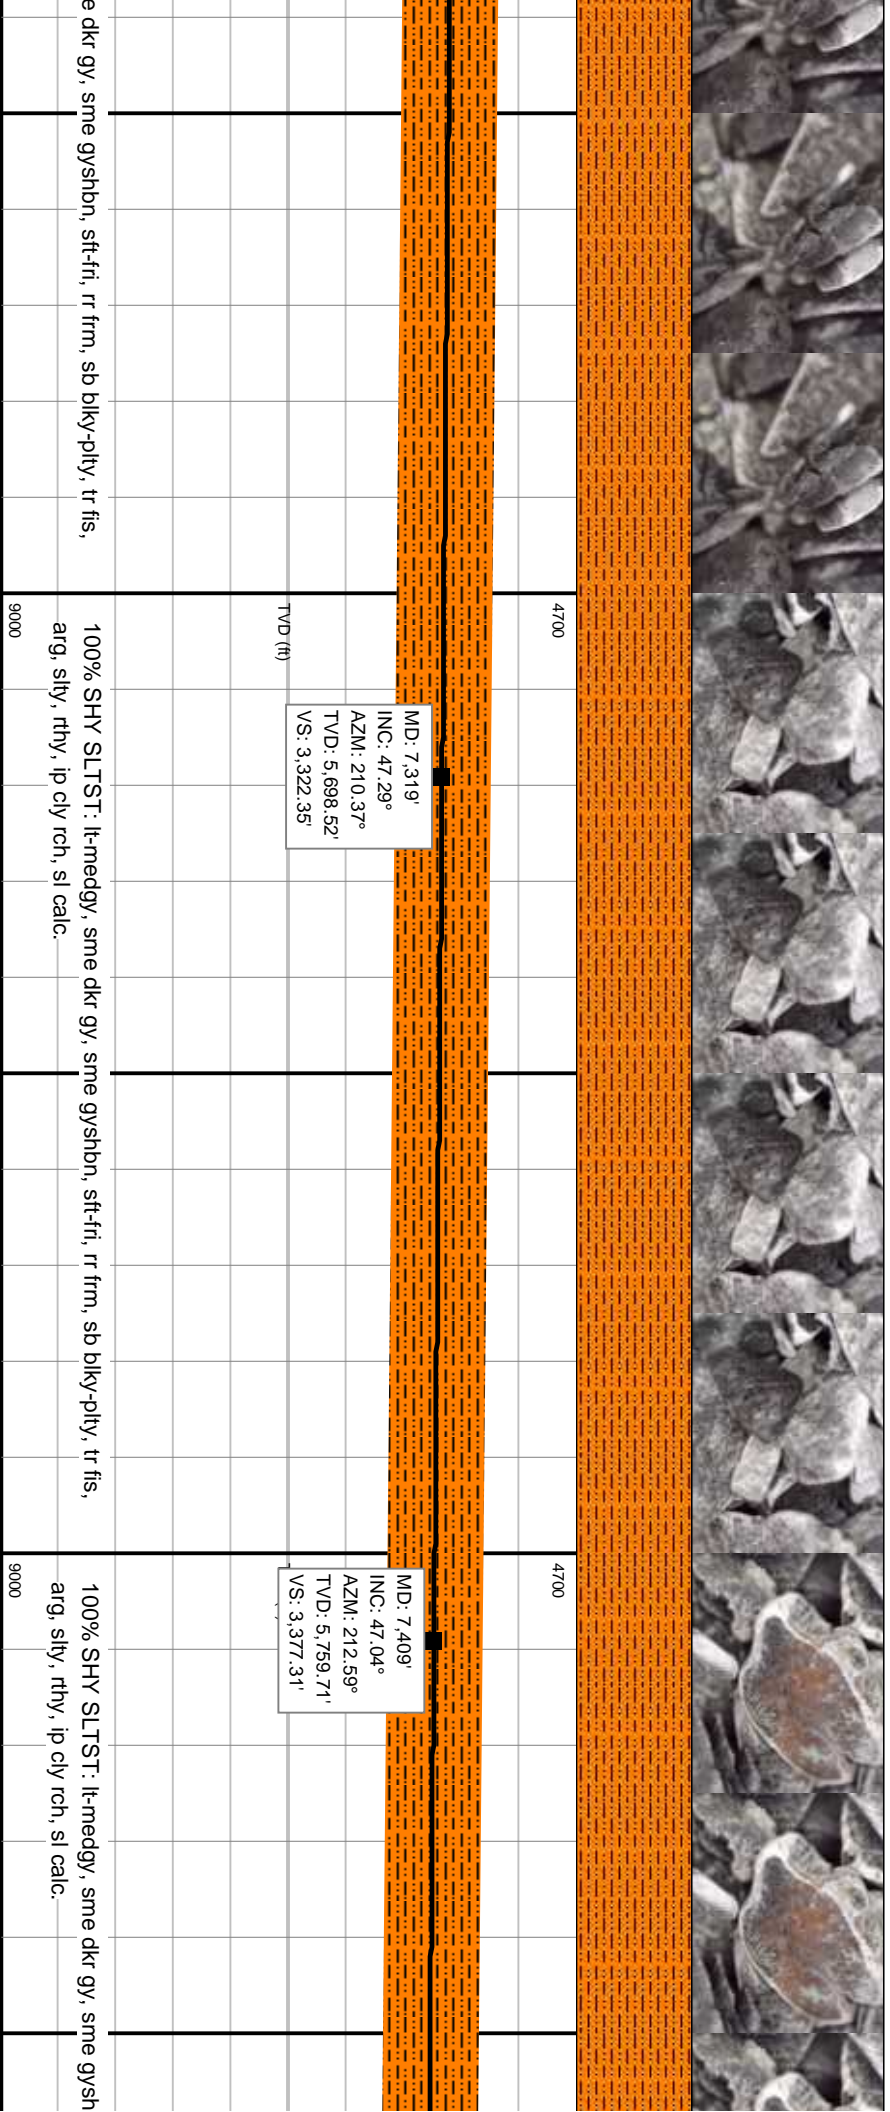 e dkr gy, sme gyshbn, sft-fri, rr frm, sb blky-plty, tr fis,
4700
TVD (ft)
9000
MD: 7,319'
INC: 47.29°
AZM: 210.37°
TVD: 5,698.52'
VS: 3,322.35'
100% SHY SLTST: lt-medgy, sme dkr gy, sme gyshbn, sft-fri, rr frm, sb blky-plty, tr fis,
arg, slty, rthy, ip cly rch, sl calc.
4700
9000
MD: 7,409'
INC: 47.04°
AZM: 212.59°
TVD: 5,759.71'
VS: 3,377.31'
100% SHY SLTST: lt-medgy, sme dkr gy, sme gysh
arg, slty, rthy, ip cly rch, sl calc.